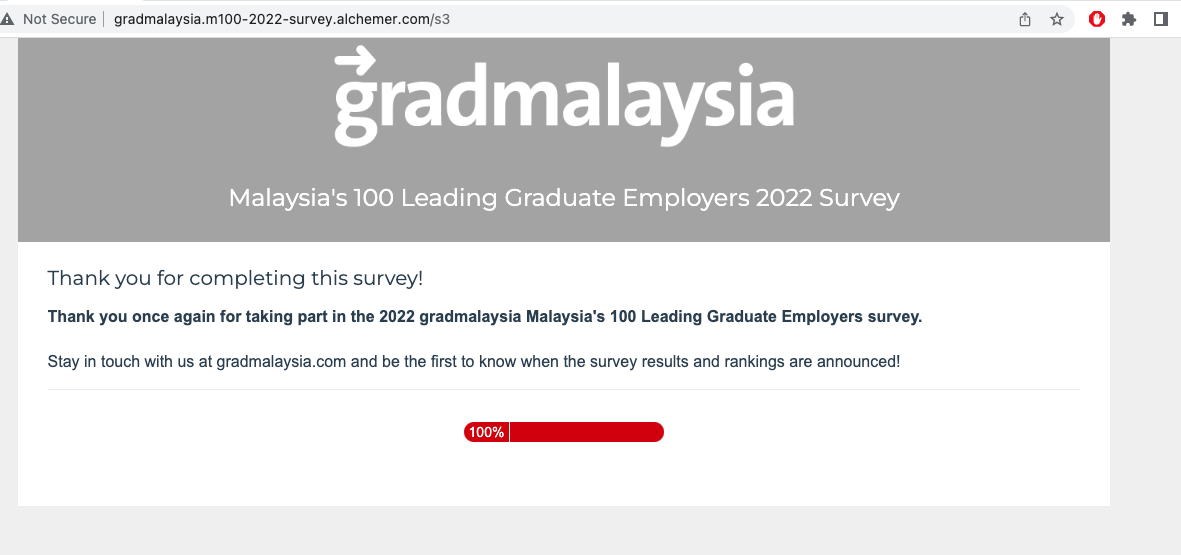 Not Secure gradmalaysia.m100-2022-survey.alchemer.com/s3
gradmalaysia
Malaysia's 100 Leading Graduate Employers 2022 Survey
Thank you for completing this survey!
Thank you once again for taking part in the 2022 gradmalaysia Malaysia's 100 Leading Graduate Employers survey.
Stay in touch with us at gradmalaysia.com and be the first to know when the survey results and rankings are announced!
100%